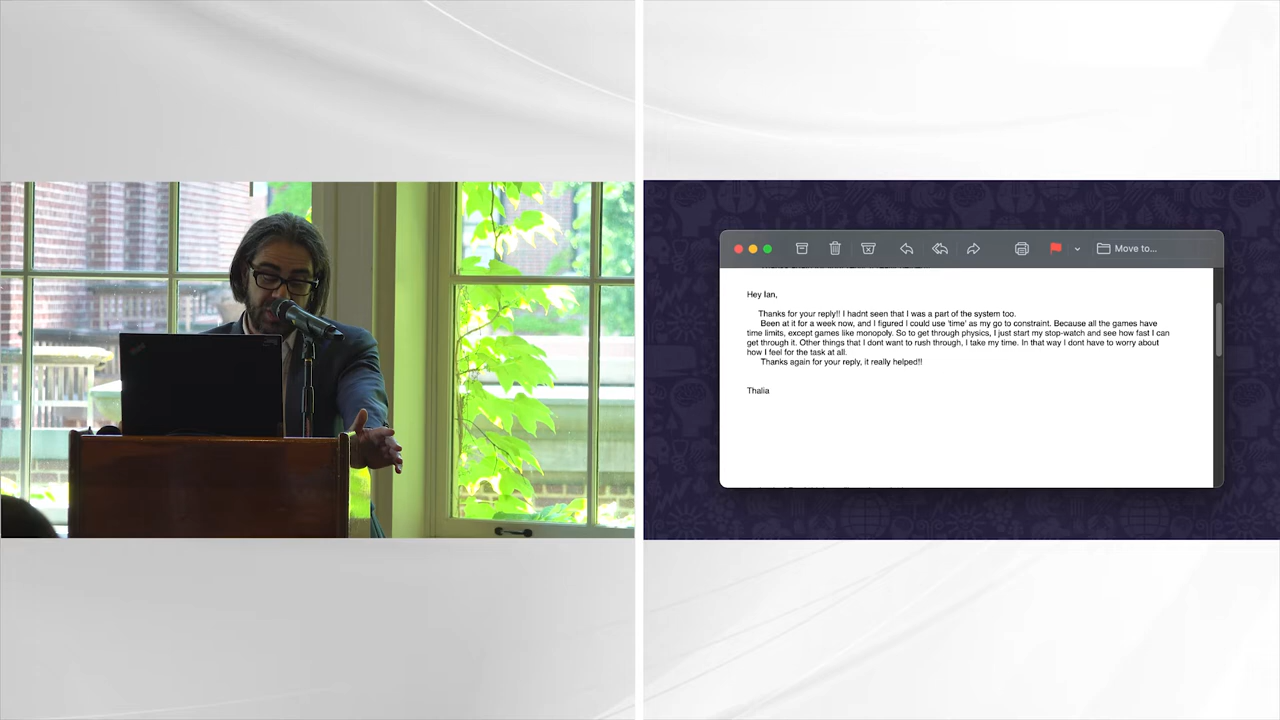 Move to...
Hey Ian,
Thanks for your reply!! I hadnt seen that I was a part of the system too.
Been at it for a week now, and I figured I could use 'time' as my go to constraint. Because all the games have
time limits, except games like monopoly. So to get through physics, I just start my stop-watch and see how fast I can
get through it. Other things that I dont want to rush through, I take my time. In that way I dont have to worry about
how I feel for the task at all.
Thanks again for your reply, it really helped!!
Thalia